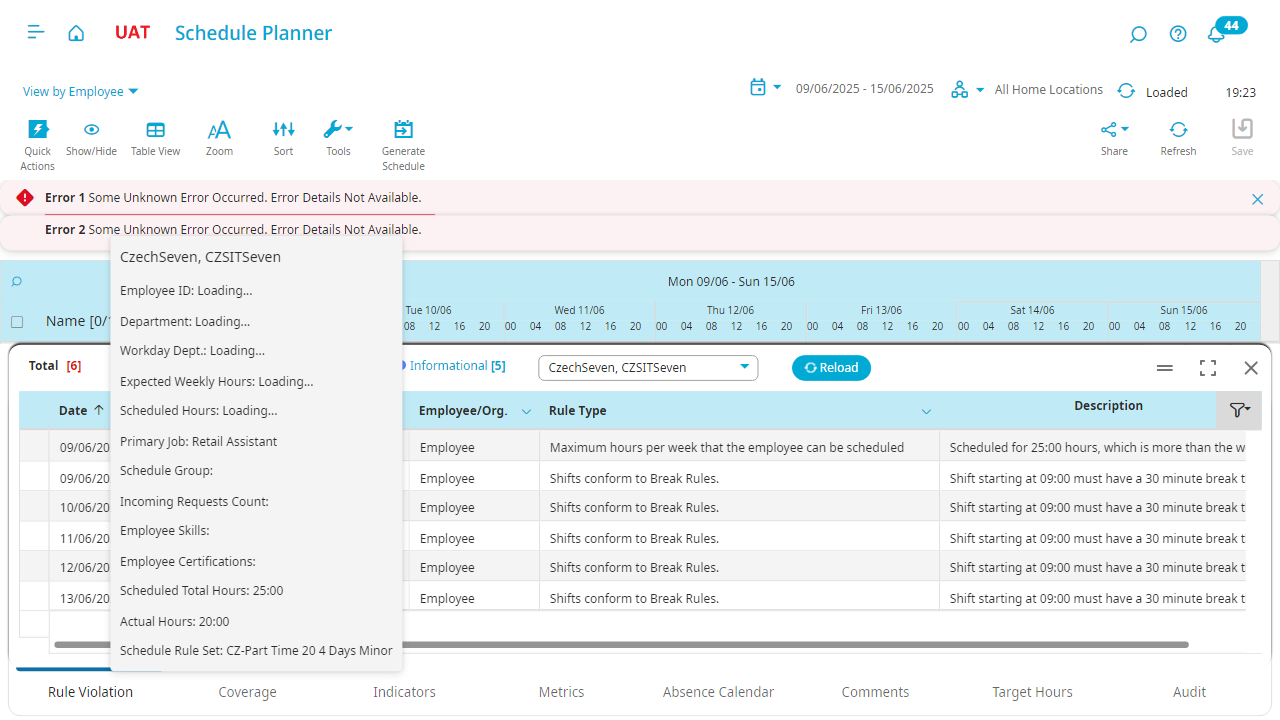 UAT
Schedule Planner
44
View by Employee
09/06/2025 - 15/06/2025
All Home Locations
Loaded
19:23
Quick Actions
Show/Hide
Table View
Zoom
Sort
Tools
Generate Schedule
Share
Refresh
Save
Error 1 Some Unknown Error Occurred. Error Details Not Available.
Error 2 Some Unknown Error Occurred. Error Details Not Available.
Mon 09/06 - Sun 15/06
Tue 10/06
Wed 11/06
Thu 12/06
Fri 13/06
Sat 14/06
Sun 15/06
Name [0/
08 12 16 20 00 04 08 12 16 20 00 04 08 12 16 20 00 04 08 12 16 20 00 04 08 12 16 20 00 04 08 12 16 20
CzechSeven, CZSITSeven
Employee ID: Loading...
Department: Loading...
Workday Dept.: Loading...
Expected Weekly Hours: Loading...
Scheduled Hours: Loading...
Primary Job: Retail Assistant
Schedule Group:
Incoming Requests Count:
Employee Skills:
Employee Certifications:
Scheduled Total Hours: 25:00
Actual Hours: 20:00
Schedule Rule Set: CZ-Part Time 20 4 Days Minor
Total [6]
Informational [5]
CzechSeven, CZSITSeven
Reload
Date
Employee/Org.
Rule Type
Description
09/06/20 Employee Maximum hours per week that the employee can be scheduled Scheduled for 25:00 hours, which is more than the w
09/06/20 Employee Shifts conform to Break Rules. Shift starting at 09:00 must have a 30 minute break t
10/06/20 Employee Shifts conform to Break Rules. Shift starting at 09:00 must have a 30 minute break t
11/06/20 Employee Shifts conform to Break Rules. Shift starting at 09:00 must have a 30 minute break t
12/06/20 Employee Shifts conform to Break Rules. Shift starting at 09:00 must have a 30 minute break t
13/06/20 Employee Shifts conform to Break Rules. Shift starting at 09:00 must have a 30 minute break t
Rule Violation
Coverage
Indicators
Metrics
Absence Calendar
Comments
Target Hours
Audit